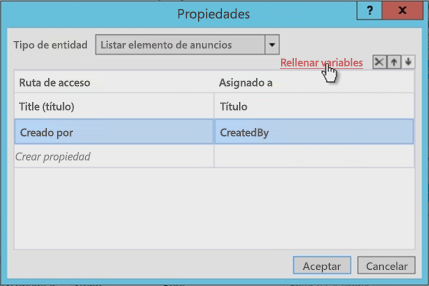 Propiedades
?
Tipo de entidad Listar elemento de anuncios
Rellenar variables
Ruta de acceso Asignado a
Title (título) Título
Creado por CreatedBy
Crear propiedad
Aceptar Cancelar